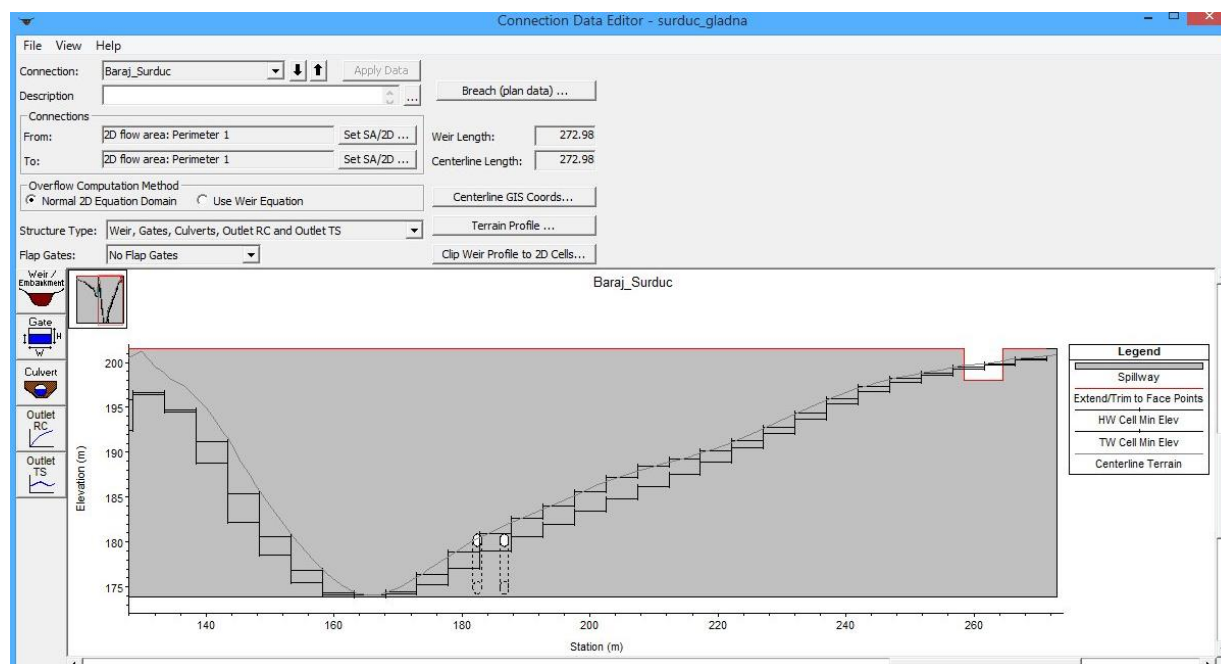 Connection Data Editor - surduc_gladna
File View Help
Connection: Baraj_Surduc Apply Data
Description ... Breach (plan data) ...
Connections
From: 2D flow area: Perimeter 1 Set SA/2D ... Weir Length: 272.98
To: 2D flow area: Perimeter 1 Set SA/2D ... Centerline Length: 272.98
Overflow Computation Method
Normal 2D Equation Domain Use Weir Equation Centerline GIS Coords...
Structure Type: Weir, Gates, Culverts, Outlet RC and Outlet TS Terrain Profile ...
Flap Gates: No Flap Gates Clip Weir Profile to 2D Cells...
Weir /
Embankment
Gate
H
W
Culvert
Outlet
RC
Outlet
TS
Baraj_Surduc
200
195
190
185
180
175
Elevation (m)
140 160 180 200 220 240 260
Station (m)
Legend
Spillway
Extend/Trim to Face Points
HW Cell Min Elev
TW Cell Min Elev
Centerline Terrain